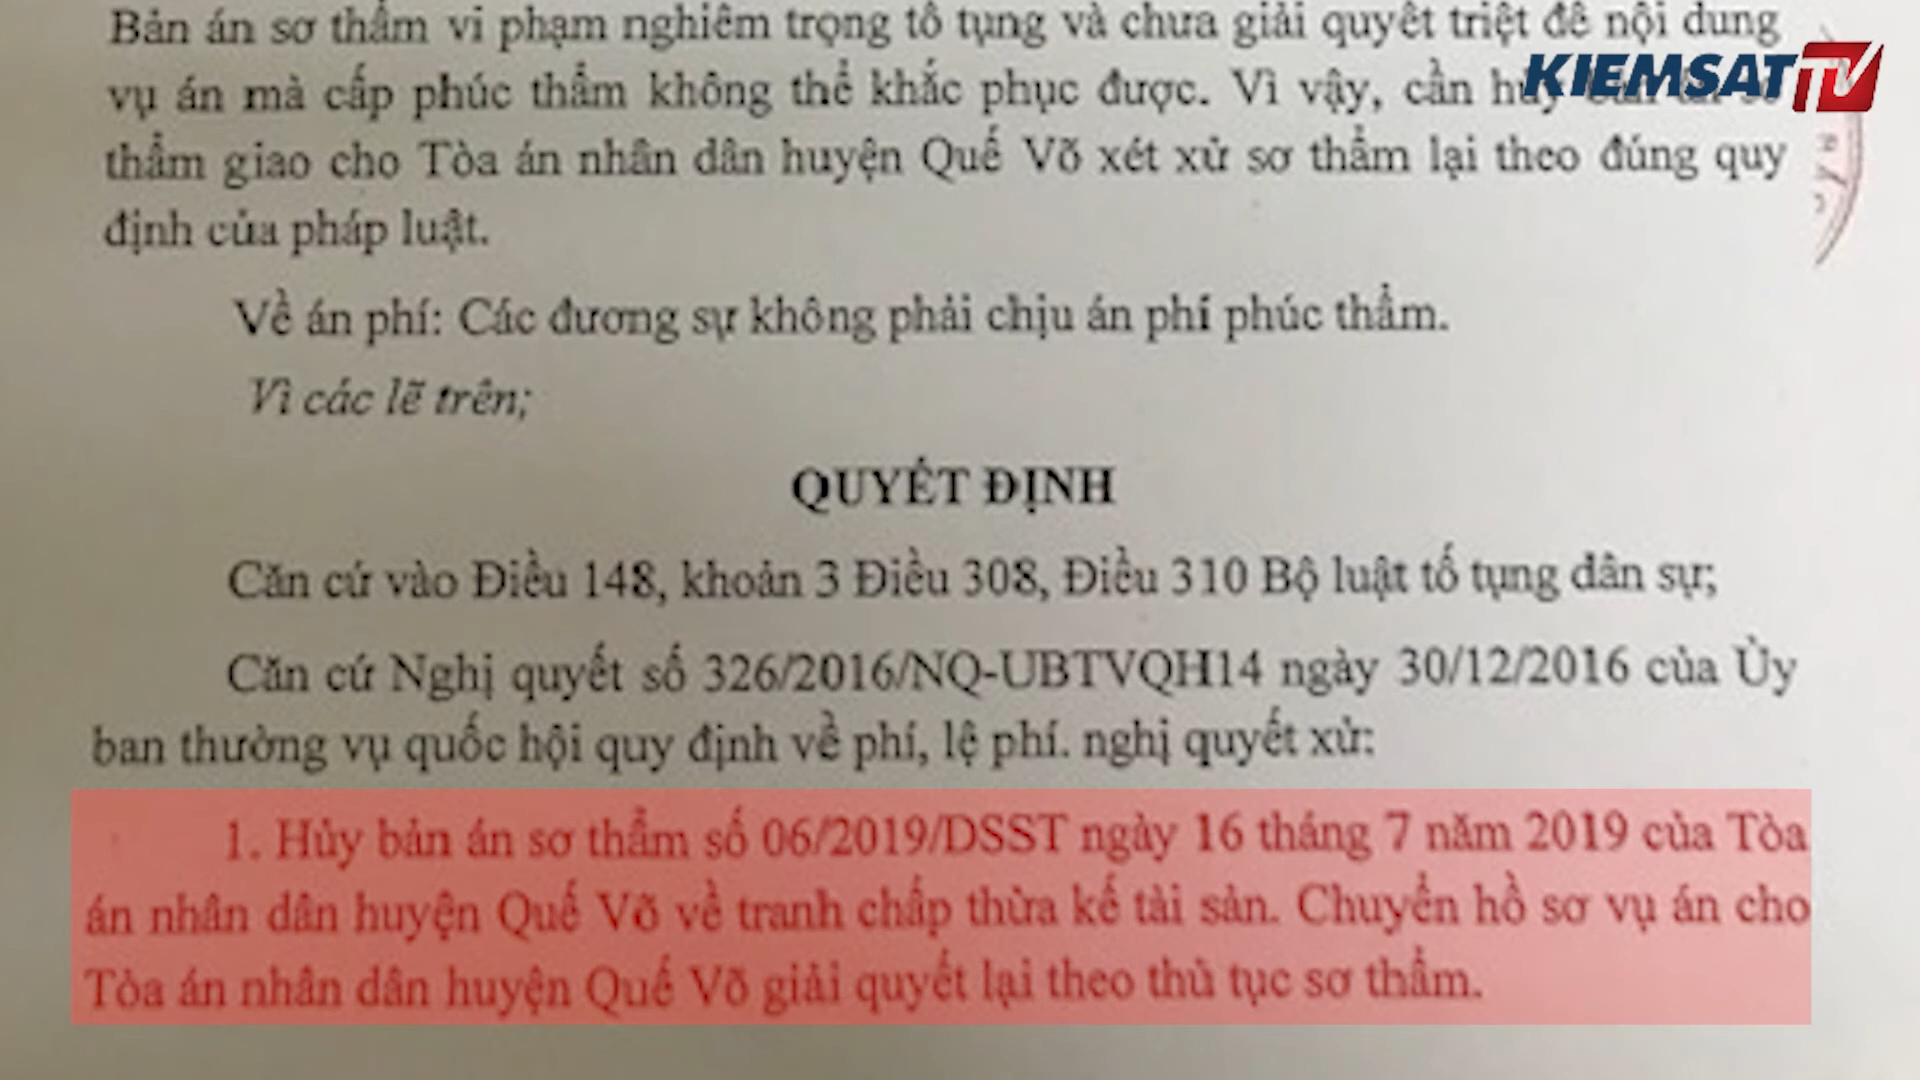 Bản án sơ thẩm vi phạm nghiêm trọng tố tụng và chưa giải quyết triệt để nội dung
KIEMSAT TV
vụ án mà cấp phúc thẩm không thể khắc phục được. Vì vậy, cần hủy bản án sơ
thẩm giao cho Tòa án nhân dân huyện Quế Võ xét xử sơ thẩm lại theo đúng quy
định của pháp luật.
Về án phí: Các đương sự không phải chịu án phí phúc thẩm.
Vì các lẽ trên;
QUYẾT ĐỊNH
Căn cứ vào Điều 148, khoản 3 Điều 308, Điều 310 Bộ luật tố tụng dân sự;
Căn cứ Nghị quyết số 326/2016/NQ-UBTVQH14 ngày 30/12/2016 của Ủy
ban thường vụ quốc hội quy định về phí, lệ phí. nghị quyết xử:
1. Hủy bản án sơ thẩm số 06/2019/DSST ngày 16 tháng 7 năm 2019 của Tòa
án nhân dân huyện Quế Võ về tranh chấp thừa kế tài sản. Chuyển hồ sơ vụ án cho
Tòa án nhân dân huyện Quế Võ giải quyết lại theo thủ tục sơ thẩm.